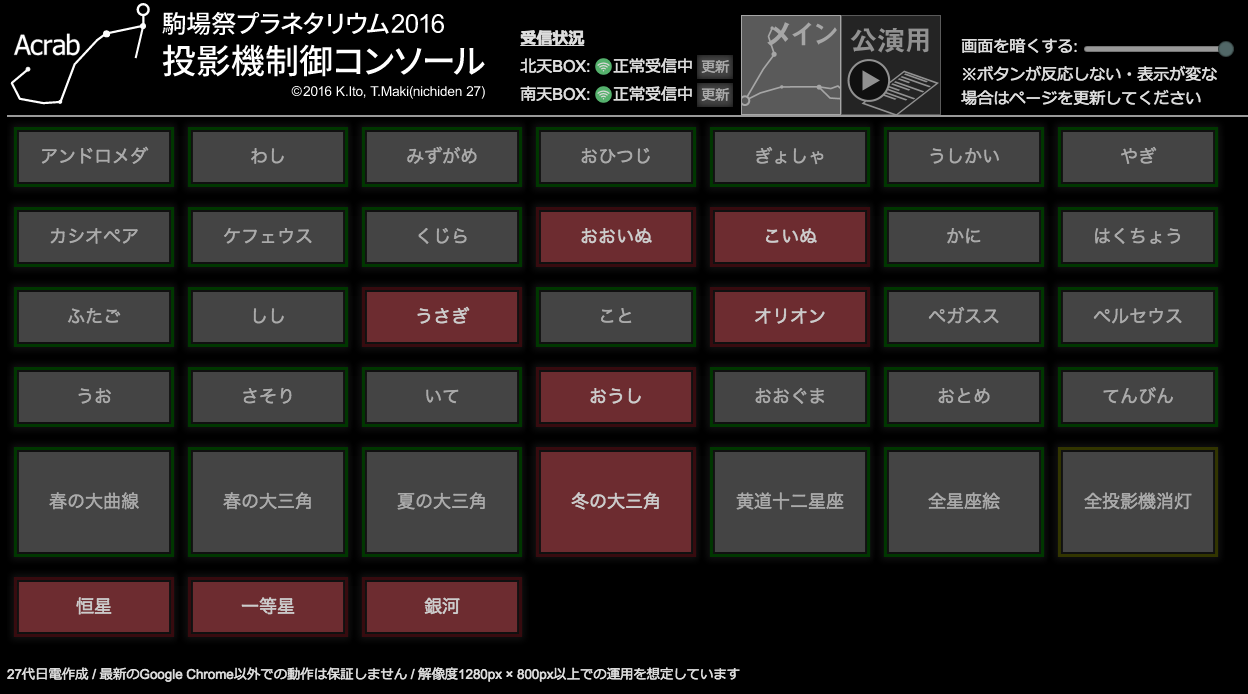 Acrab
駒場祭プラネタリウム2016
投影機制御コンソール
©2016 K.Ito, T.Maki(nichiden 27)
受信状況
北天BOX: 正常受信中 更新
南天BOX: 正常受信中 更新
メイン
公演用
画面を暗くする:
※ボタンが反応しない・表示が変な
場合はページを更新してください
アンドロメダ わし みずがめ おひつじ ぎょしゃ うしかい やぎ
カシオペア ケフェウス くじら おおいぬ こいぬ かに はくちょう
ふたご しし うさぎ こと オリオン ペガスス ペルセウス
うお さそり いて おうし おおぐま おとめ てんびん
春の大曲線 春の大三角 夏の大三角 冬の大三角 黄道十二星座 全星座絵 全投影機消灯
恒星 一等星 銀河
27代日電作成 / 最新のGoogle Chrome以外での動作は保証しません / 解像度1280px × 800px以上での運用を想定しています